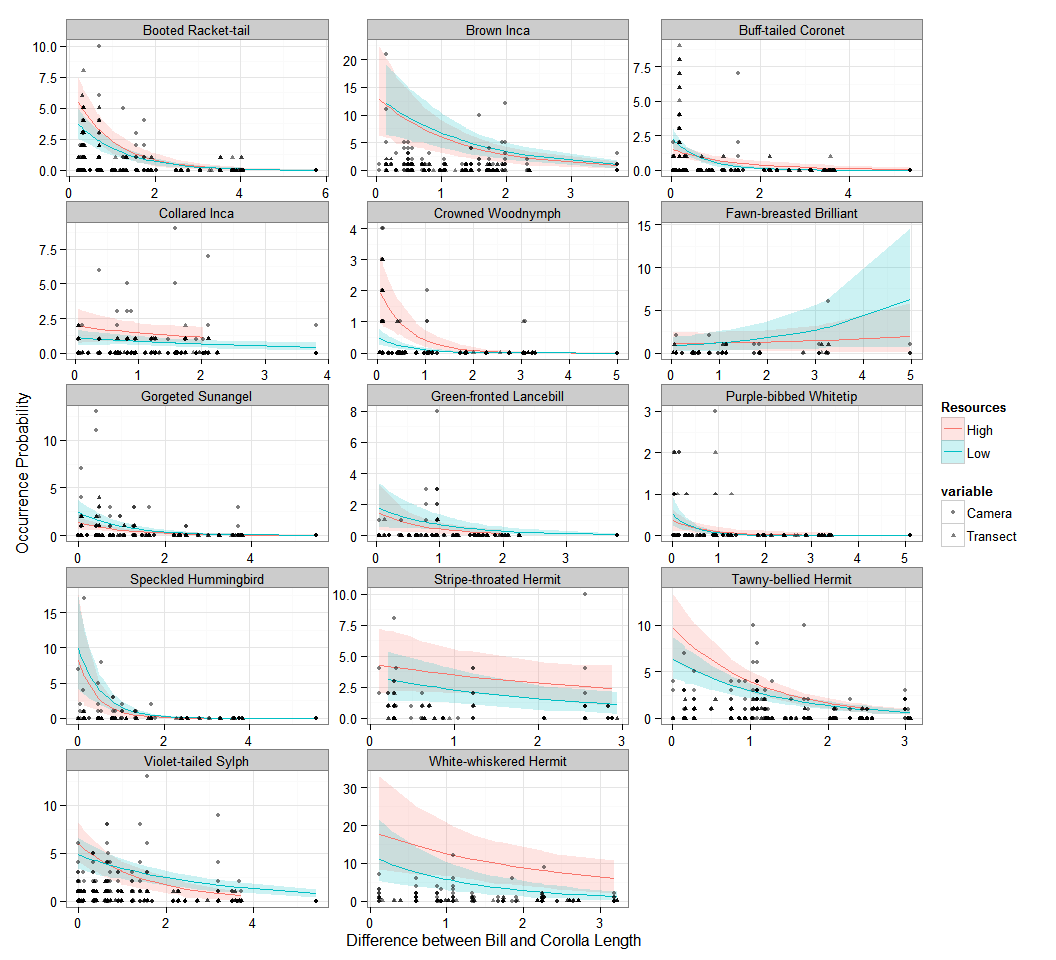 Booted Racket-tail
10.0
7.5
5.0
2.5
0.0
0 2 4 6
Brown Inca
20
15
10
5
0
0 1 2 3
Buff-tailed Coronet
7.5
5.0
2.5
0.0
0 2 4
Collared Inca
7.5
5.0
2.5
0.0
0 1 2 3 4
Crowned Woodnymph
4
3
2
1
0
0 1 2 3 4 5
Fawn-breasted Brilliant
15
10
5
0
0 1 2 3 4 5
Gorgeted Sunangel
10
5
0
0 2 4
Green-fronted Lancebill
8
6
4
2
0
0 1 2 3
Purple-bibbed Whitetip
3
2
1
0
0 1 2 3 4 5
Speckled Hummingbird
15
10
5
0
0 2 4
Stripe-throated Hermit
10.0
7.5
5.0
2.5
0.0
0 1 2 3
Tawny-bellied Hermit
10
5
0
0 1 2 3
Violet-tailed Sylph
10
5
0
0 2 4
White-whiskered Hermit
30
20
10
0
0 1 2 3
Occurrence Probability
Difference between Bill and Corolla Length
Resources
High
Low
variable
Camera
Transect